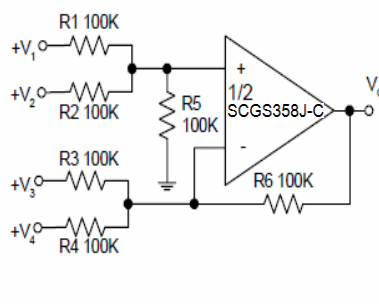 R1 100K
+V1
+V2
R2 100K
R5
100K
+
1/2
SCGS358J-C
-
V
R3 100K
+V3
+V4
R4 100K
R6 100K